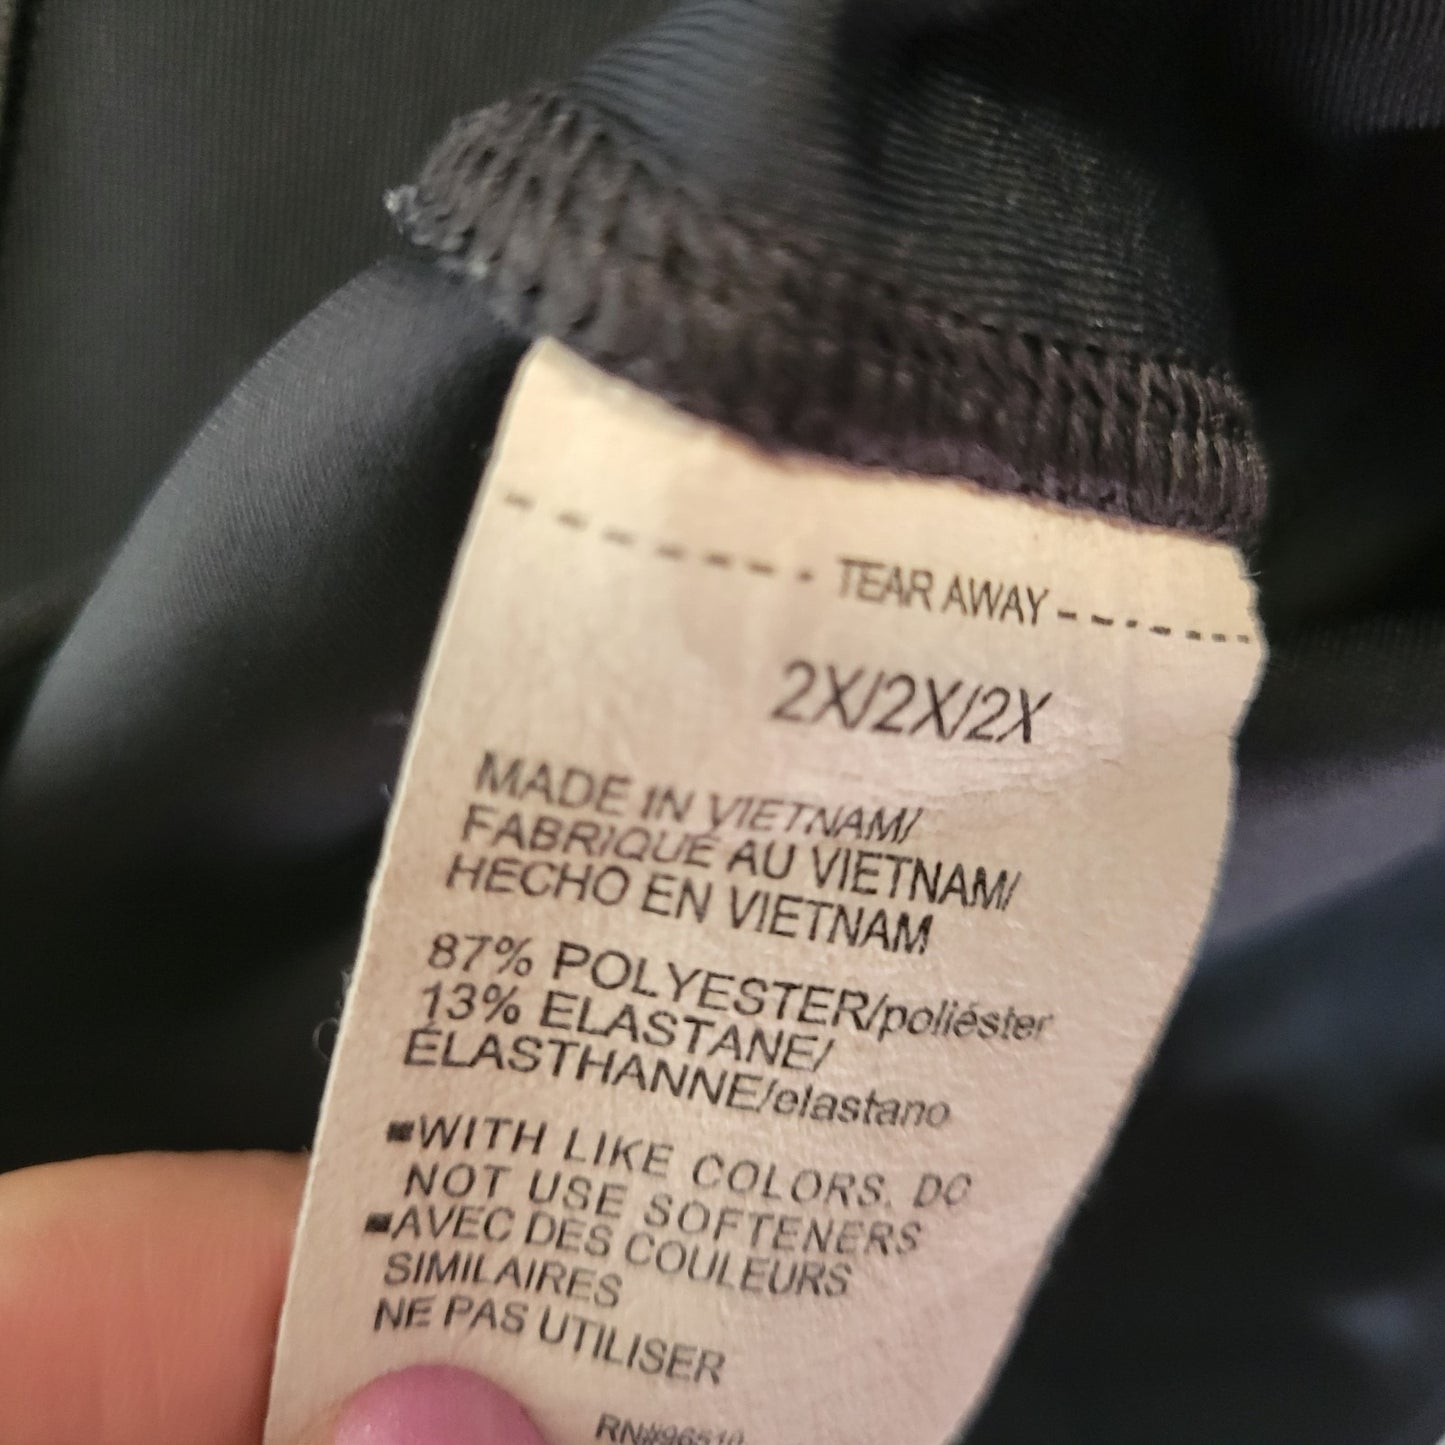 TEAR AWAY
2X/2X/2X
MADE IN VIETNAM/
FABRIQUÉ AU VIETNAM/
HECHO EN VIETNAM
87% POLYESTER/poliéster
13% ELASTANE/
ÉLASTHANNE/elastano
▪WITH LIKE COLORS. DO
NOT USE SOFTENERS
▪AVEC DES COULEURS
SIMILAIRES
NE PAS UTILISER